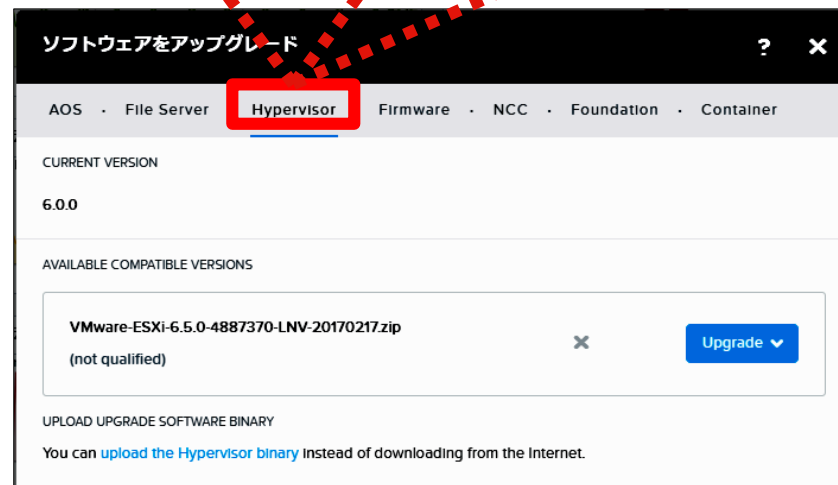 ソフトウェアをアップグレード ? ×
AOS · File Server Hypervisor Firmware · NCC · Foundation · Container
CURRENT VERSION
6.0.0
AVAILABLE COMPATIBLE VERSIONS
VMware-ESXi-6.5.0-4887370-LNV-20170217.zip
(not qualified)
Upgrade
UPLOAD UPGRADE SOFTWARE BINARY
You can upload the Hypervisor binary instead of downloading from the Internet.